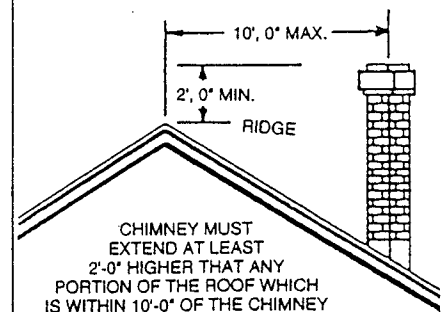 10', 0" MAX.
2', 0" MIN.
RIDGE
CHIMNEY MUST
EXTEND AT LEAST
2'-0" HIGHER THAT ANY
PORTION OF THE ROOF WHICH
IS WITHIN 10'-0" OF THE CHIMNEY